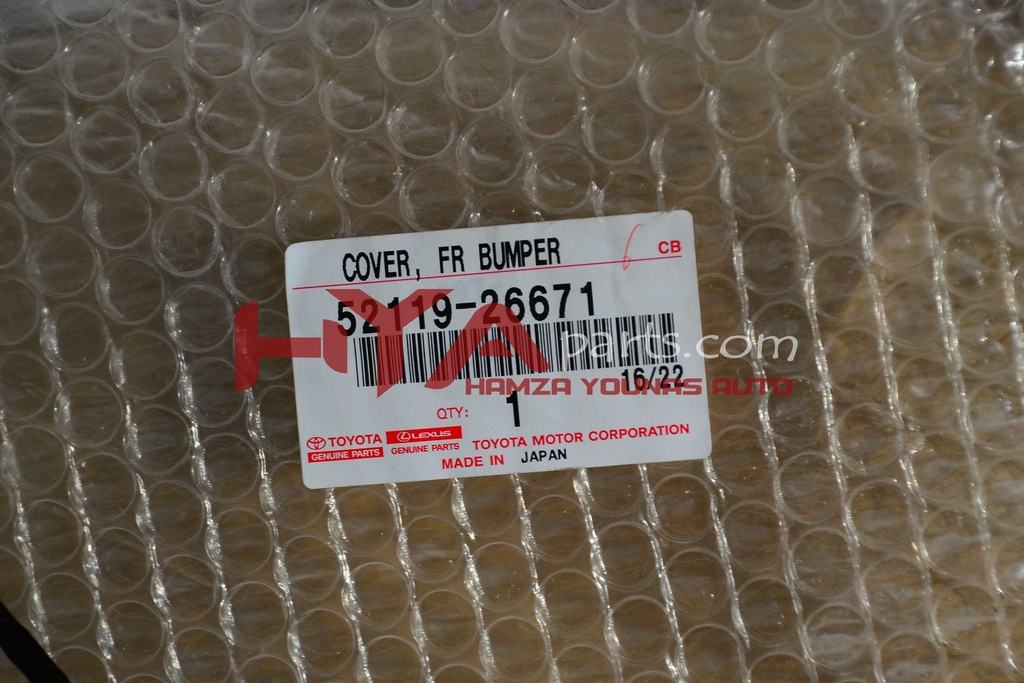 COVER, FR BUMPER
CB
52119-26671
HYA parts.com
16/22
HAMZA YOUNAS AUTO
QTY: 1
TOYOTA
GENUINE PARTS
LEXUS
GENUINE PARTS
TOYOTA MOTOR CORPORATION
MADE IN JAPAN